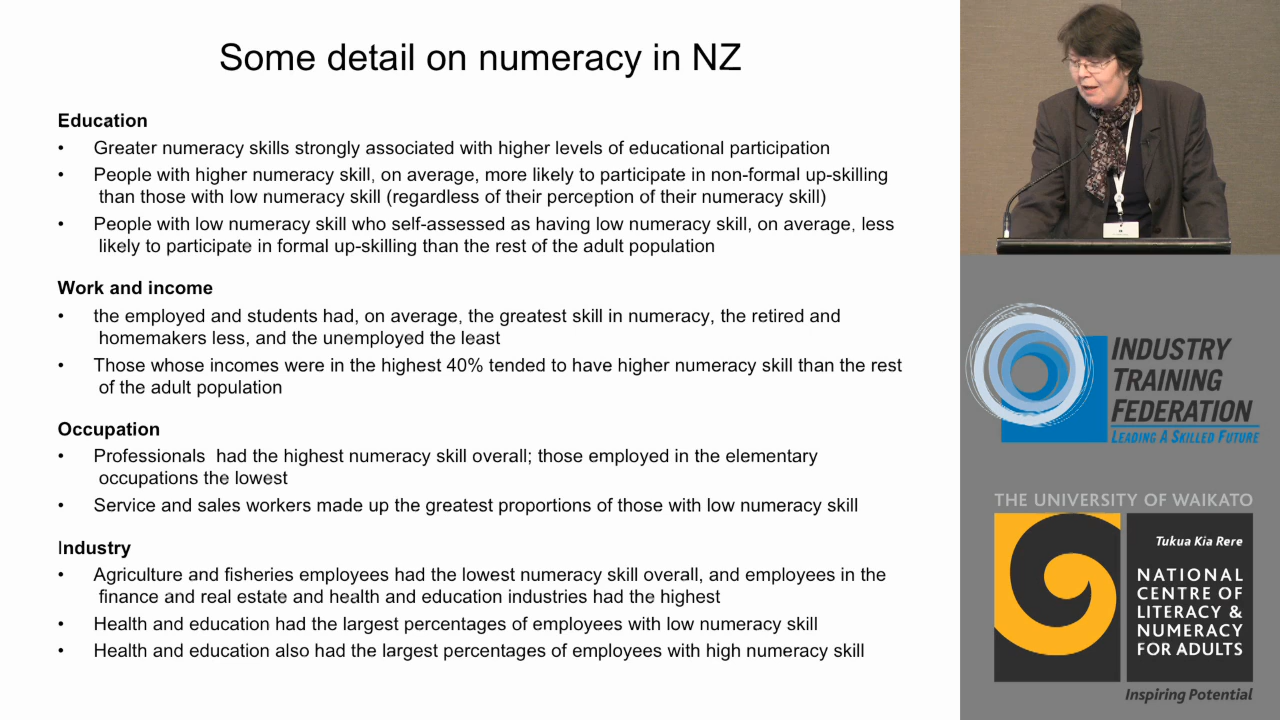 Some detail on numeracy in NZ
Education
• Greater numeracy skills strongly associated with higher levels of educational participation
• People with higher numeracy skill, on average, more likely to participate in non-formal up-skilling
than those with low numeracy skill (regardless of their perception of their numeracy skill)
• People with low numeracy skill who self-assessed as having low numeracy skill, on average, less
likely to participate in formal up-skilling than the rest of the adult population
Work and income
• the employed and students had, on average, the greatest skill in numeracy, the retired and
homemakers less, and the unemployed the least
• Those whose incomes were in the highest 40% tended to have higher numeracy skill than the rest
of the adult population
Occupation
• Professionals  had the highest numeracy skill overall; those employed in the elementary
occupations the lowest
• Service and sales workers made up the greatest proportions of those with low numeracy skill
Industry
• Agriculture and fisheries employees had the lowest numeracy skill overall, and employees in the
finance and real estate and health and education industries had the highest
• Health and education had the largest percentages of employees with low numeracy skill
• Health and education also had the largest percentages of employees with high numeracy skill
INDUSTRY
TRAINING
FEDERATION
LEADING A SKILLED FUTURE
THE UNIVERSITY OF WAIKATO
Tukua Kia Rere
NATIONAL
CENTRE OF
LITERACY &
NUMERACY
FOR ADULTS
Inspiring Potential